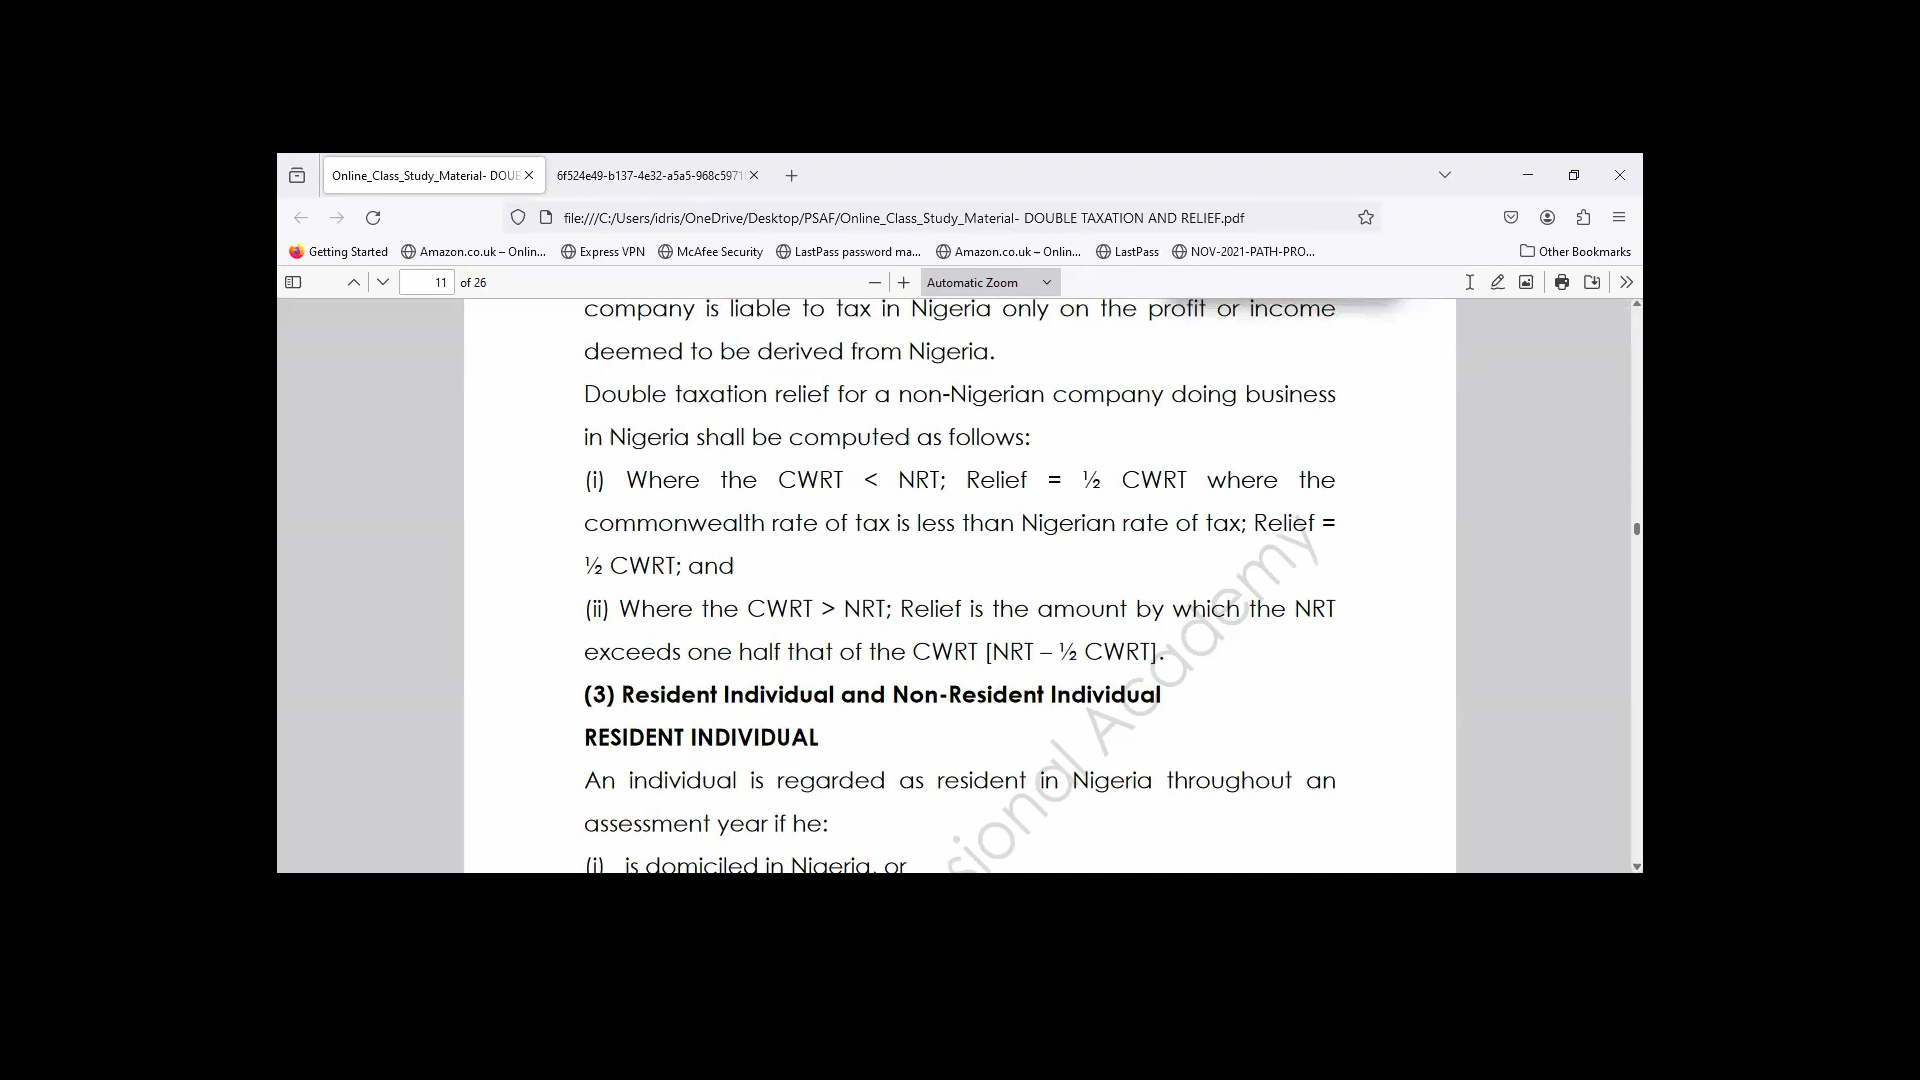 Online_Class_Study_Material- DOUB
6f524e49-b137-4e32-a5a5-968c5971
file:///C:/Users/idris/OneDrive/Desktop/PSAF/Online_Class_Study_Material- DOUBLE TAXATION AND RELIEF.pdf
Getting Started Amazon.co.uk – Onlin... Express VPN McAfee Security LastPass password ma... Amazon.co.uk – Onlin... LastPass NOV-2021-PATH-PRO... Other Bookmarks
11 of 26 Automatic Zoom
company is liable to tax in Nigeria only on the profit or income
deemed to be derived from Nigeria.
Double taxation relief for a non-Nigerian company doing business
in Nigeria shall be computed as follows:
(i) Where the CWRT < NRT; Relief = ½ CWRT where the
commonwealth rate of tax is less than Nigerian rate of tax; Relief =
½ CWRT; and
(ii) Where the CWRT > NRT; Relief is the amount by which the NRT
exceeds one half that of the CWRT [NRT – ½ CWRT].
(3) Resident Individual and Non-Resident Individual
RESIDENT INDIVIDUAL
An individual is regarded as resident in Nigeria throughout an
assessment year if he:
(i) is domiciled in Nigeria, or
sional Academy